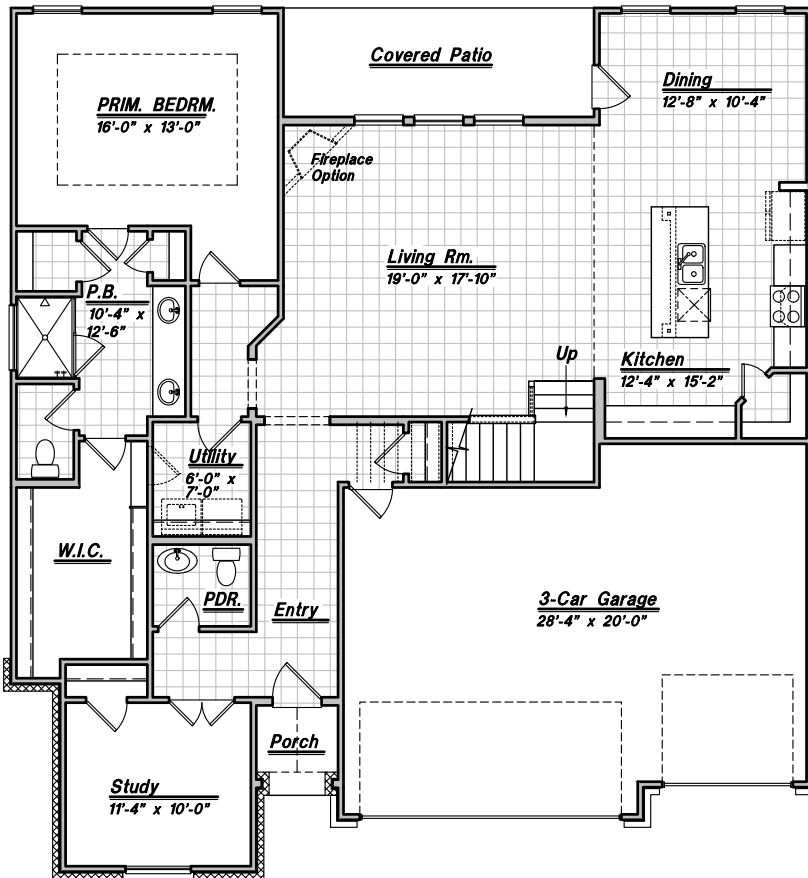 Covered Patio
Dining
12'-8" x 10'-4"
PRIM. BEDRM.
16'-0" x 13'-0"
Fireplace
Option
Living Rm.
19'-0" x 17'-10"
P.B.
10'-4" x
12'-6"
Up
Kitchen
12'-4" x 15'-2"
Utility
6'-0" x
7'-0"
W.I.C.
PDR.
Entry
3-Car Garage
28'-4" x 20'-0"
Porch
Study
11'-4" x 10'-0"